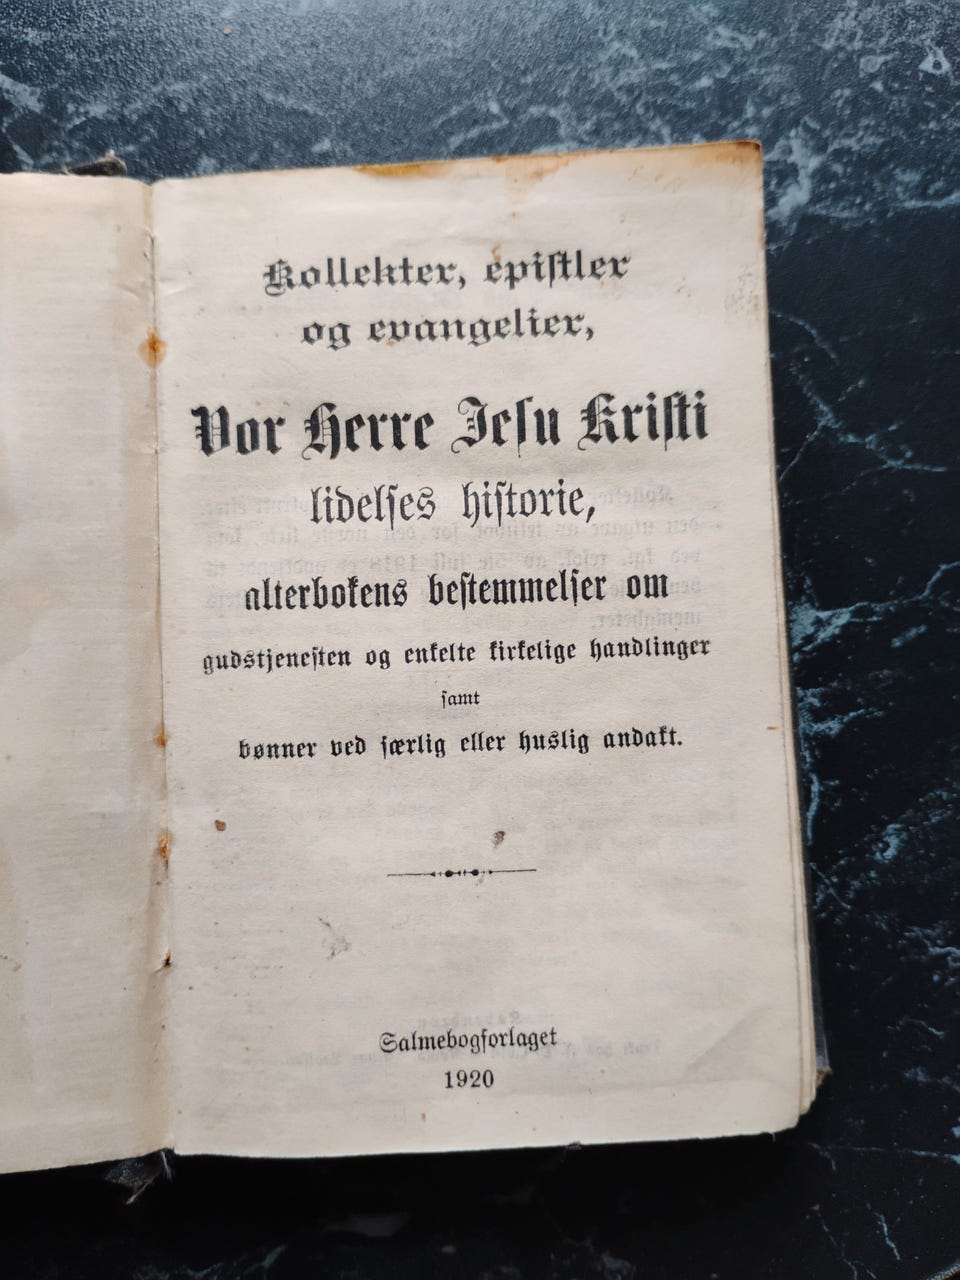 Kollekter, epiſtler
og evangelier,
Vor Herre Jeſu Kriſti
lidelſes hiſtorie,
alterbokens beſtemmelſer om
gudstjeneſten og enkelte kirkelige handlinger
ſamt
bønner ved ſærlig eller huslig andakt.
Salmebogforlaget
1920